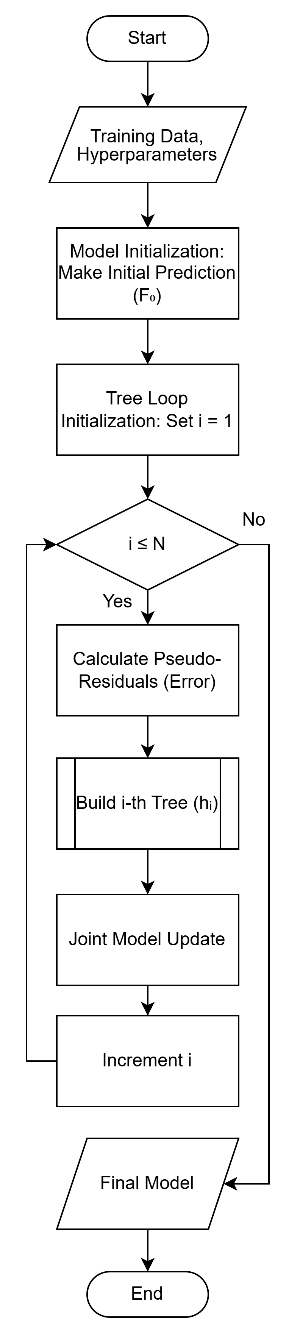 Start
Training Data,
Hyperparameters
Model Initialization:
Make Initial Prediction
(F₀)
Tree Loop
Initialization: Set i = 1
i ≤ N
No
Yes
Calculate Pseudo-
Residuals (Error)
Build i-th Tree (hᵢ)
Joint Model Update
Increment i
Final Model
End